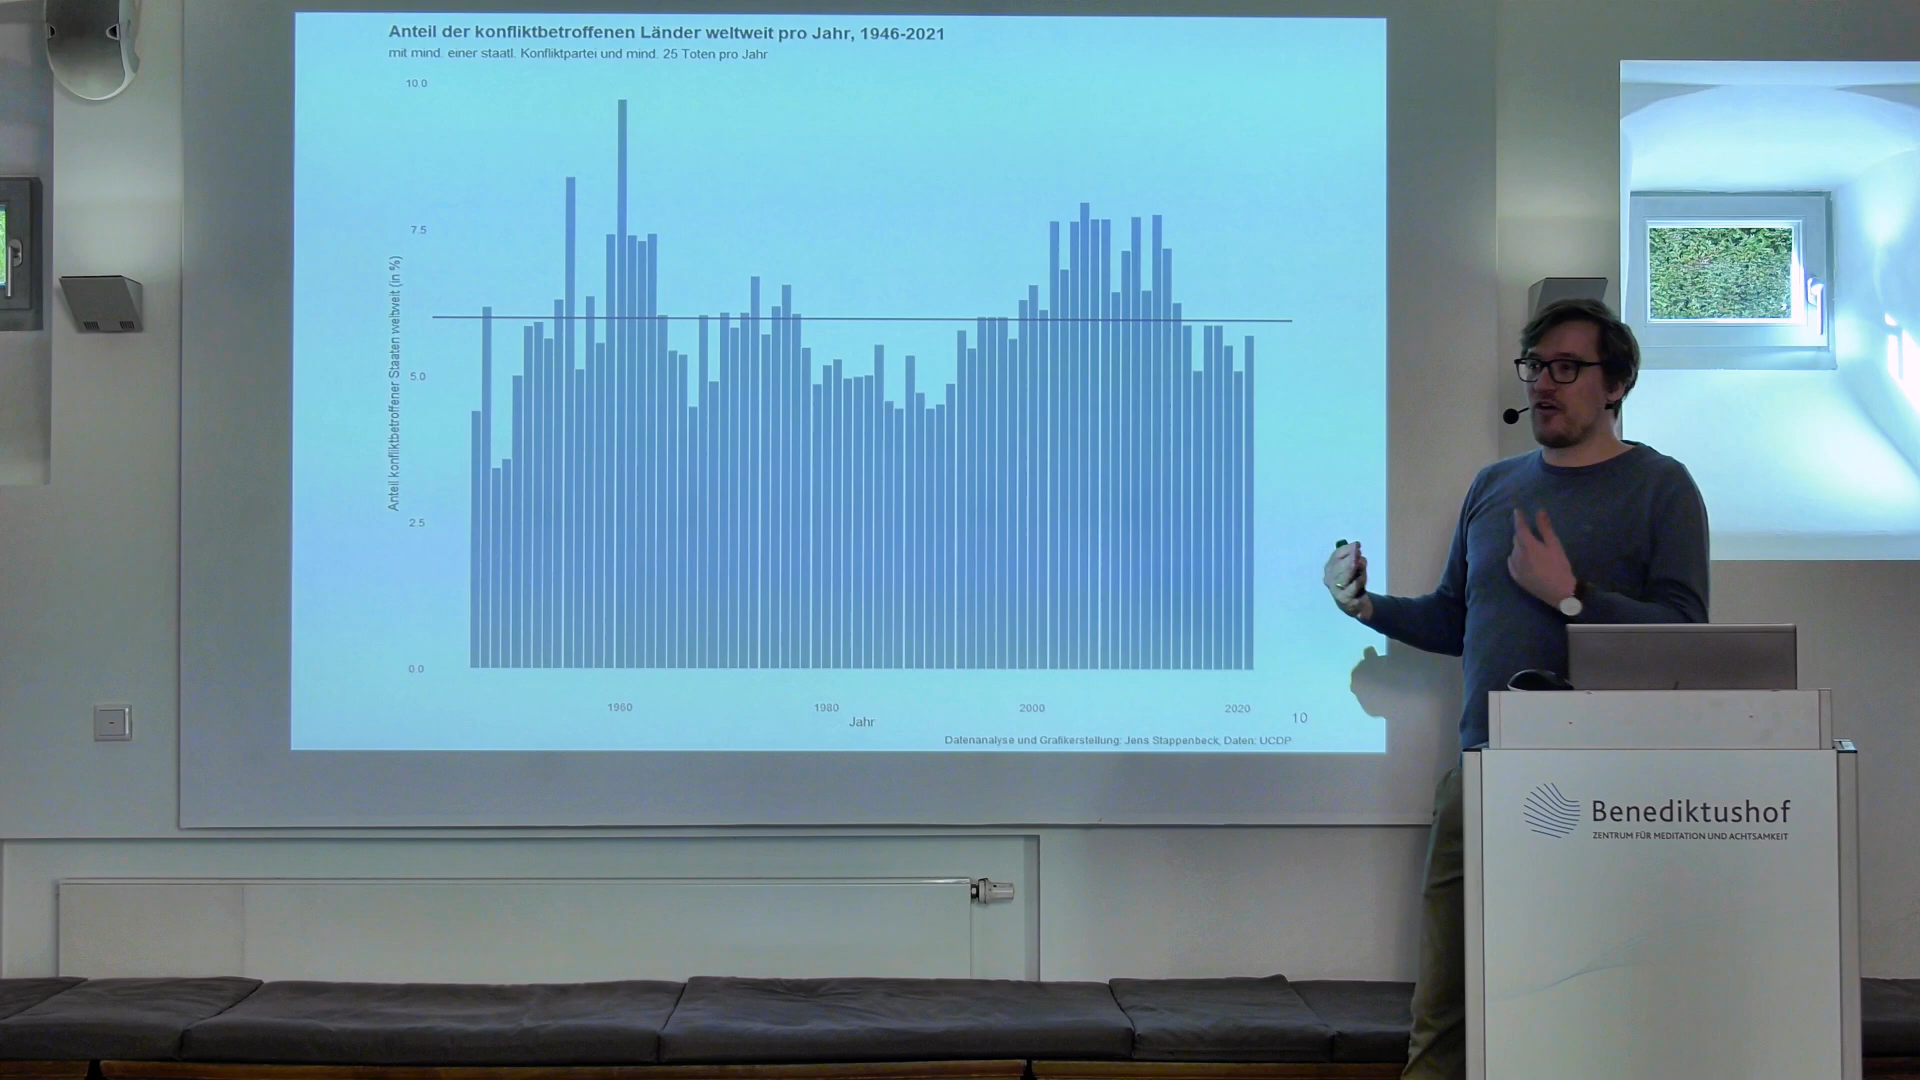 Anteil der konfliktbetroffenen Länder weltweit pro Jahr, 1946-2021
mit mind. einer staatl. Konfliktpartei und mind. 25 Toten pro Jahr
10.0
7.5
5.0
2.5
0.0
Anteil konfliktbetroffener Staaten weltweit (in %)
1960
1980
2000
2020
Jahr
10
Datenanalyse und Grafikerstellung: Jens Stappenbeck, Daten: UCDP
Benediktushof
ZENTRUM FÜR MEDITATION UND ACHTSAMKEIT